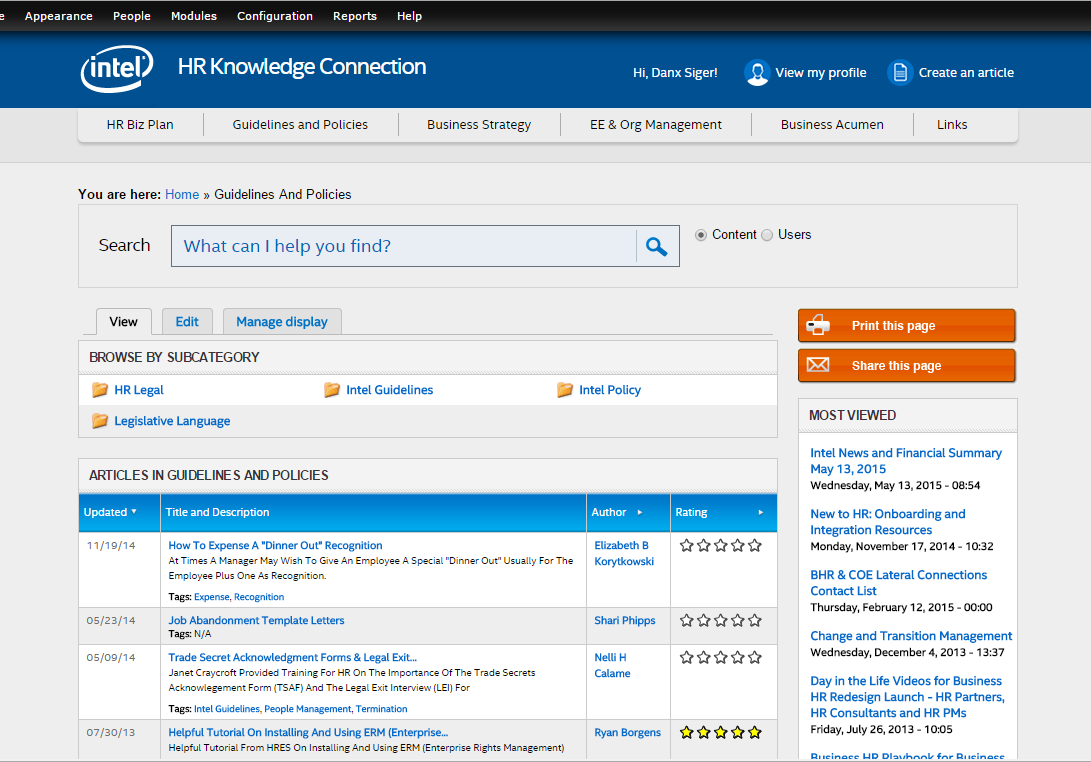 e Appearance People Modules Configuration Reports Help
intel HR Knowledge Connection
Hi, Danx Siger! View my profile Create an article
HR Biz Plan Guidelines and Policies Business Strategy EE & Org Management Business Acumen Links
You are here: Home » Guidelines And Policies
Search What can I help you find? Content Users
View Edit Manage display
BROWSE BY SUBCATEGORY
HR Legal Intel Guidelines Intel Policy
Legislative Language
ARTICLES IN GUIDELINES AND POLICIES
Updated Title and Description Author Rating
11/19/14
How To Expense A "Dinner Out" Recognition
At Times A Manager May Wish To Give An Employee A Special "Dinner Out" Usually For The
Employee Plus One As Recognition.
Tags: Expense, Recognition
Elizabeth B
Korytkowski
05/23/14
Job Abandonment Template Letters
Tags: N/A
Shari Phipps
05/09/14
Trade Secret Acknowledgment Forms & Legal Exit...
Janet Craycroft Provided Training For HR On The Importance Of The Trade Secrets
Acknowlegement Form (TSAF) And The Legal Exit Interview (LEI) For
Tags: Intel Guidelines, People Management, Termination
Nelli H
Calame
07/30/13
Helpful Tutorial On Installing And Using ERM (Enterprise...
Helpful Tutorial From HRES On Installing And Using ERM (Enterprise Rights Management)
Ryan Borgens
Print this page
Share this page
MOST VIEWED
Intel News and Financial Summary
May 13, 2015
Wednesday, May 13, 2015 - 08:54
New to HR: Onboarding and
Integration Resources
Monday, November 17, 2014 - 10:32
BHR & COE Lateral Connections
Contact List
Thursday, February 12, 2015 - 00:00
Change and Transition Management
Wednesday, December 4, 2013 - 13:37
Day in the Life Videos for Business
HR Redesign Launch - HR Partners,
HR Consultants and HR PMs
Friday, July 26, 2013 - 10:05
Business HR Playbook for Business